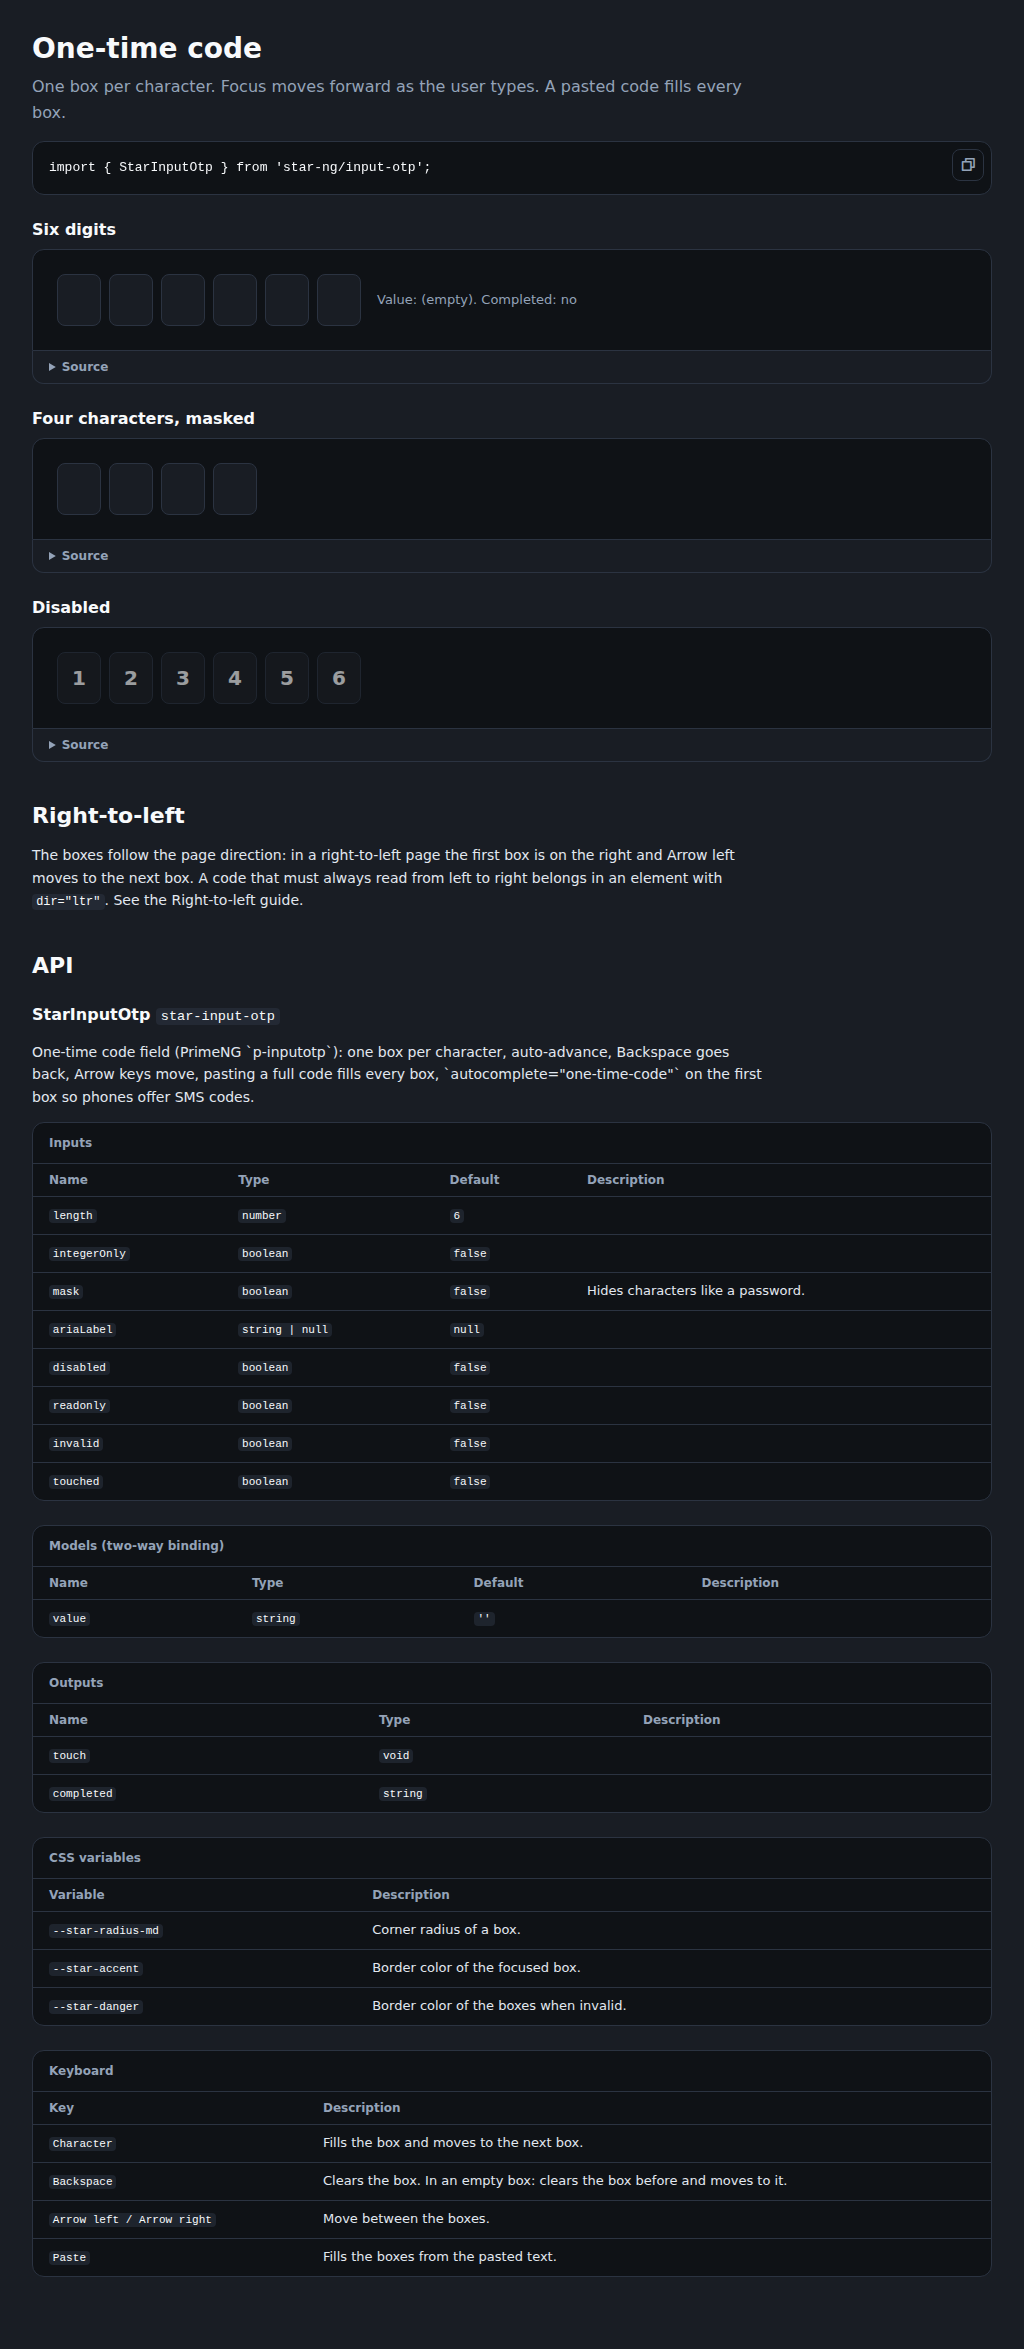 One-time code
One box per character. Focus moves forward as the user types. A pasted code fills every
box.
import { StarInputOtp } from 'star-ng/input-otp';
Six digits
Value: (empty). Completed: no
Source
Four characters, masked
Source
Disabled
1 2 3 4 5 6
Source
Right-to-left
The boxes follow the page direction: in a right-to-left page the first box is on the right and Arrow left
moves to the next box. A code that must always read from left to right belongs in an element with
dir="ltr". See the Right-to-left guide.
API
StarInputOtp star-input-otp
One-time code field (PrimeNG `p-inputotp`): one box per character, auto-advance, Backspace goes
back, Arrow keys move, pasting a full code fills every box, `autocomplete="one-time-code"` on the first
box so phones offer SMS codes.
Inputs
Name Type Default Description
length number 6
integerOnly boolean false
mask boolean false Hides characters like a password.
ariaLabel string | null null
disabled boolean false
readonly boolean false
invalid boolean false
touched boolean false
Models (two-way binding)
Name Type Default Description
value string ''
Outputs
Name Type Description
touch void
completed string
CSS variables
Variable Description
--star-radius-md Corner radius of a box.
--star-accent Border color of the focused box.
--star-danger Border color of the boxes when invalid.
Keyboard
Key Description
Character Fills the box and moves to the next box.
Backspace Clears the box. In an empty box: clears the box before and moves to it.
Arrow left / Arrow right Move between the boxes.
Paste Fills the boxes from the pasted text.